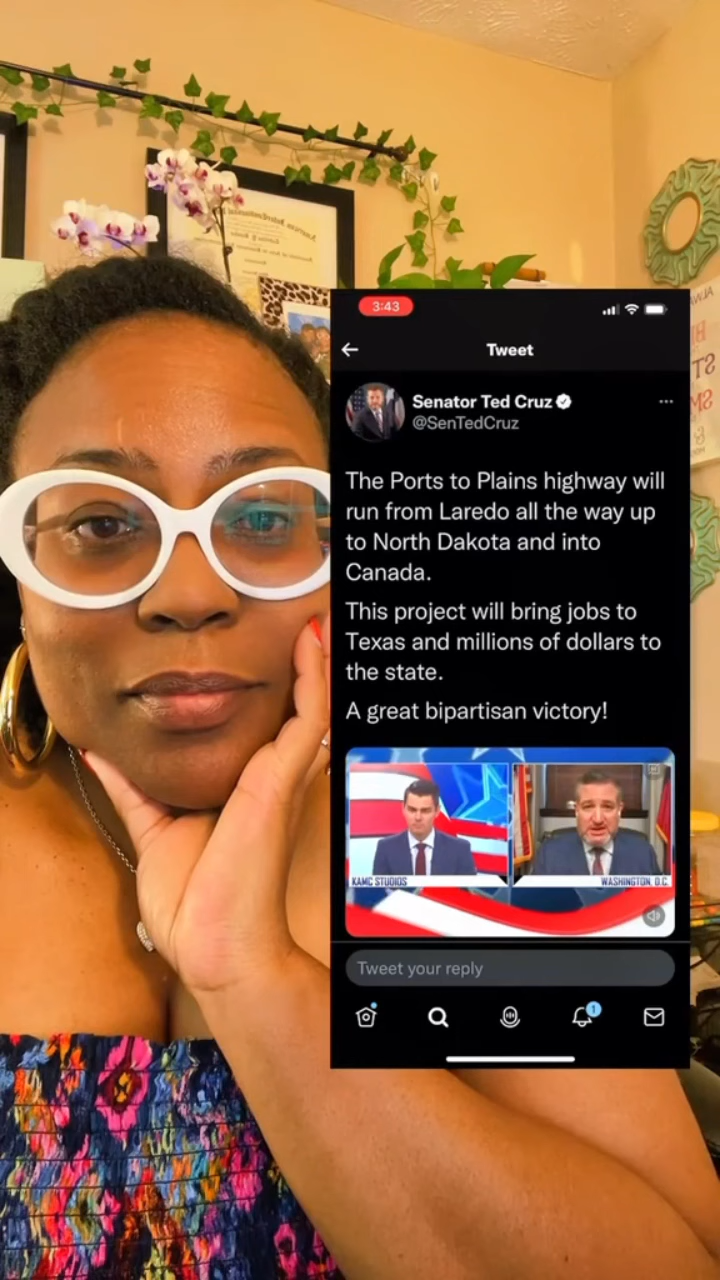 3:43
Tweet
Senator Ted Cruz
@SenTedCruz
The Ports to Plains highway will
run from Laredo all the way up
to North Dakota and into
Canada.
This project will bring jobs to
Texas and millions of dollars to
the state.
A great bipartisan victory!
KAMC STUDIOS
WASHINGTON, D.C.
Tweet your reply
1